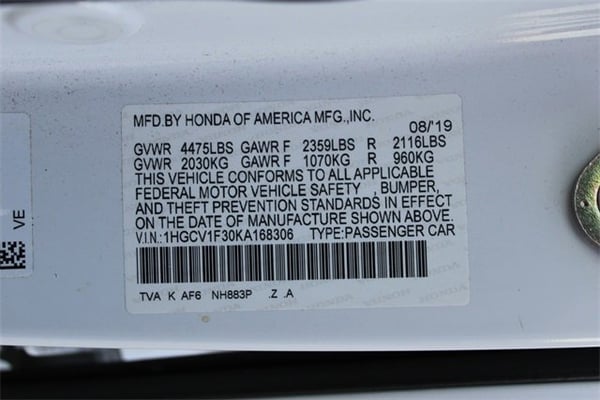 MFD.BY HONDA OF AMERICA MFG.,INC.
08/'19
GVWR 4475LBS GAWR F 2359LBS R 2116LBS
GVWR 2030KG GAWR F 1070KG R 960KG
THIS VEHICLE CONFORMS TO ALL APPLICABLE
FEDERAL MOTOR VEHICLE SAFETY , BUMPER,
AND THEFT PREVENTION STANDARDS IN EFFECT
ON THE DATE OF MANUFACTURE SHOWN ABOVE.
V.I.N.:1HGCV1F30KA168306 TYPE:PASSENGER CAR
TVA K AF6 NH883P .Z .A
VE